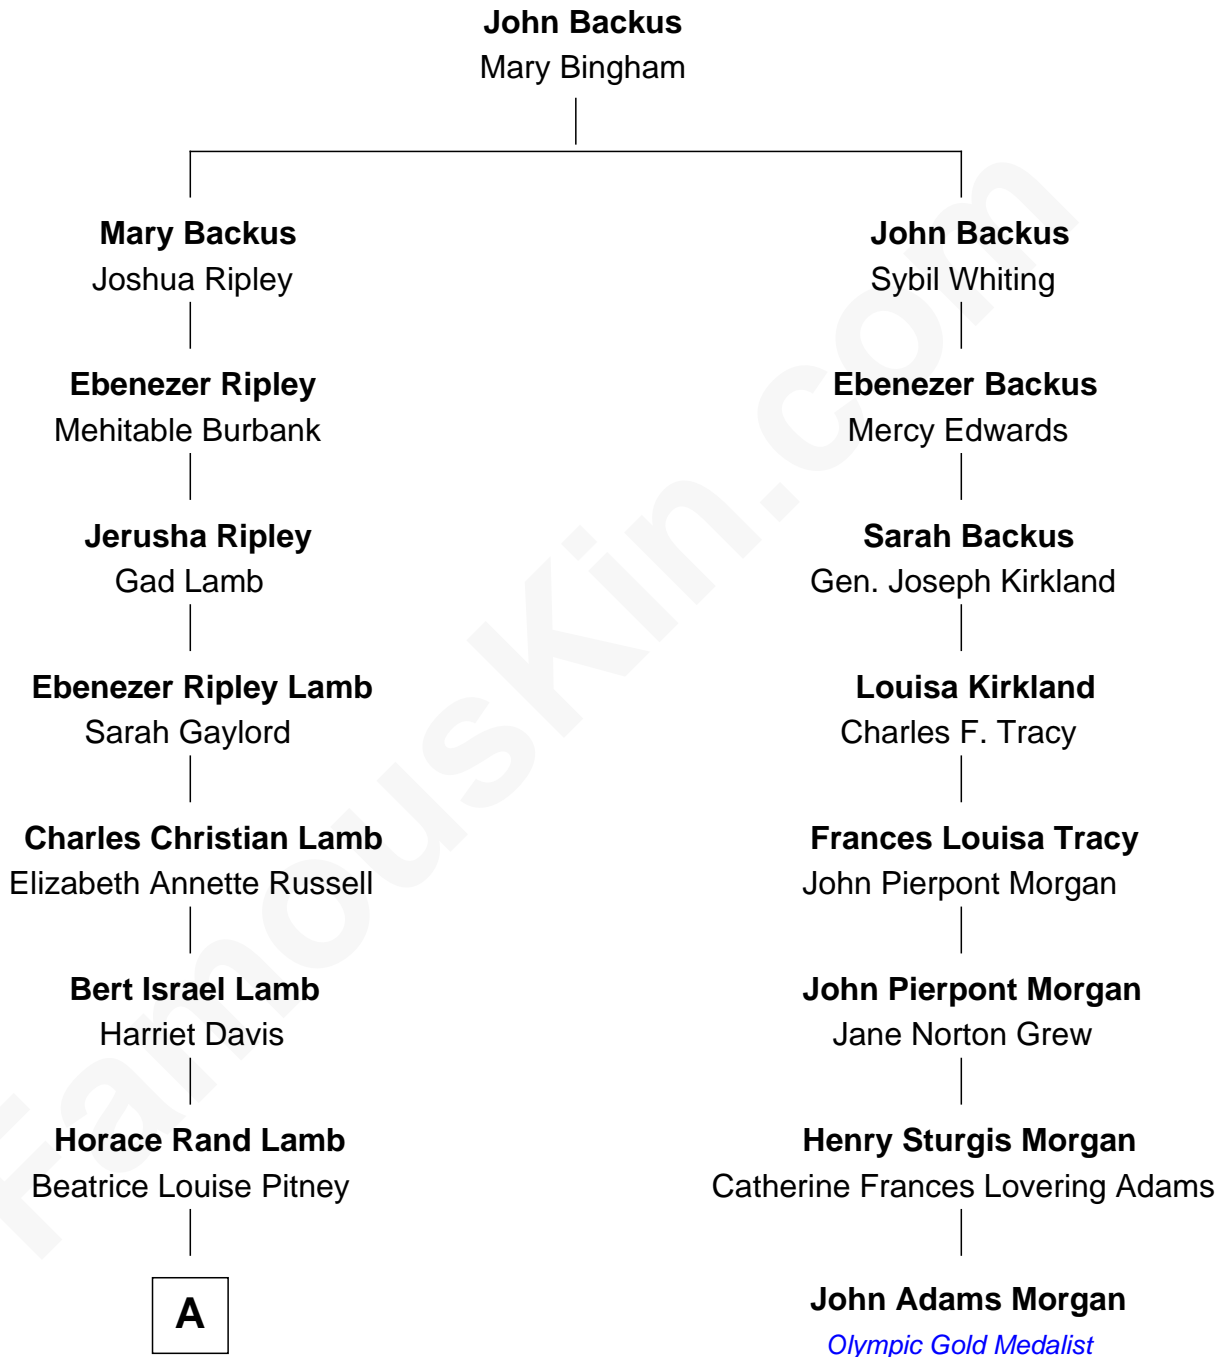 John Backus
Mary Bingham
Mary Backus
Joshua Ripley
John Backus
Sybil Whiting
Ebenezer Ripley
Mehitable Burbank
Ebenezer Backus
Mercy Edwards
Jerusha Ripley
Gad Lamb
Sarah Backus
Gen. Joseph Kirkland
Ebenezer Ripley Lamb
Sarah Gaylord
Louisa Kirkland
Charles F. Tracy
Charles Christian Lamb
Elizabeth Annette Russell
Frances Louisa Tracy
John Pierpont Morgan
Bert Israel Lamb
Harriet Davis
John Pierpont Morgan
Jane Norton Grew
Horace Rand Lamb
Beatrice Louise Pitney
Henry Sturgis Morgan
Catherine Frances Lovering Adams
A
John Adams Morgan
Olympic Gold Medalist
FamousKin.com